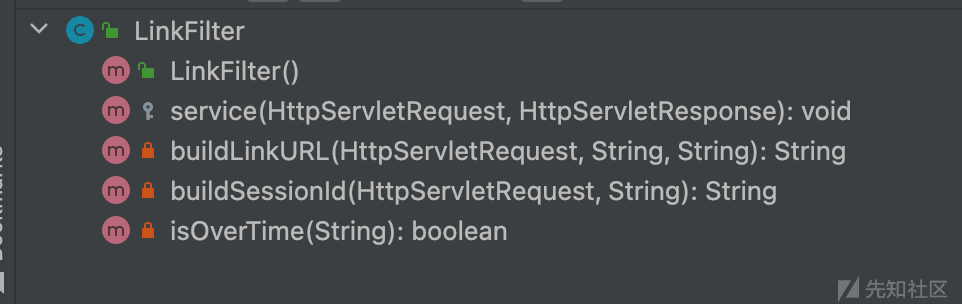 LinkFilter
LinkFilter()
service(HttpServletRequest, HttpServletResponse): void
buildLinkURL(HttpServletRequest, String, String): String
buildSessionId(HttpServletRequest, String): String
isOverTime(String): boolean
先知社区